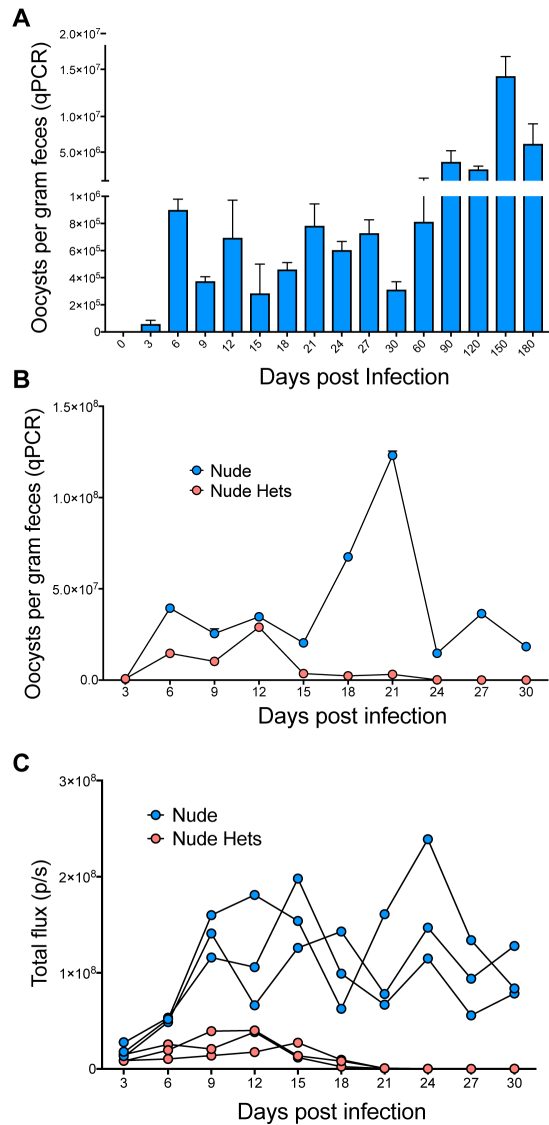 A
Oocysts per gram feces (qPCR)
2.0×10⁷
1.5×10⁷
1.0×10⁷
5.0×10⁶
1×10⁶
8×10⁵
6×10⁵
4×10⁵
2×10⁵
0
0 3 6 9 12 15 18 21 24 27 30 60 90 120 150 180
Days post Infection
B
Oocysts per gram feces (qPCR)
1.5×10⁸
1.0×10⁸
5.0×10⁷
0.0
Nude
Nude Hets
3 6 9 12 15 18 21 24 27 30
Days post infection
C
Total flux (p/s)
3×10⁸
2×10⁸
1×10⁸
0
Nude
Nude Hets
3 6 9 12 15 18 21 24 27 30
Days post infection